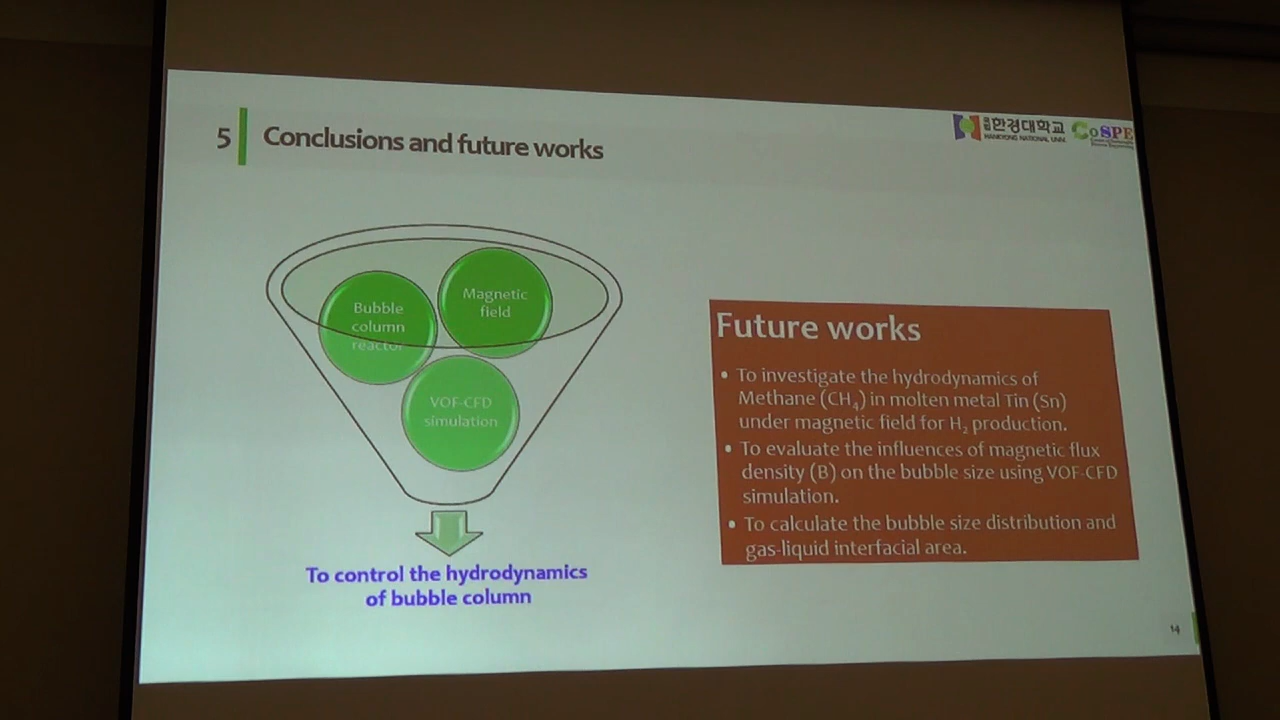 5
Conclusions and future works
국립 한경대학교
HANKYONG NATIONAL UNIV.
CoSPE
Bubble
column
reactor
Magnetic
field
VOF-CFD
simulation
To control the hydrodynamics
of bubble column
Future works
• To investigate the hydrodynamics of
Methane (CH₄) in molten metal Tin (Sn)
under magnetic field for H₂ production.
• To evaluate the influences of magnetic flux
density (B) on the bubble size using VOF-CFD
simulation.
• To calculate the bubble size distribution and
gas-liquid interfacial area.
14